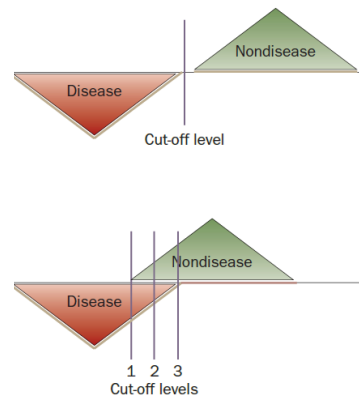 Nondisease
Disease
Cut-off level
Nondisease
Disease
1 2 3
Cut-off levels